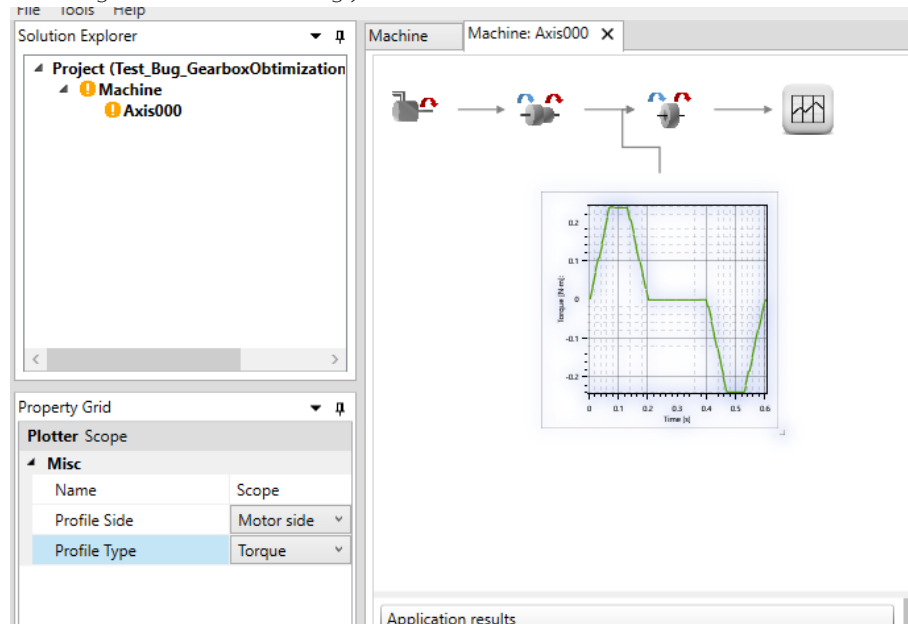 File Tools Help
Solution Explorer
Project (Test_Bug_GearboxObtimization
Machine
Axis000
Property Grid
Plotter Scope
Misc
Name Scope
Profile Side Motor side
Profile Type Torque
Machine Machine: Axis000
0.2
0.1
0
-0.1
-0.2
Torque [N·m]:
0 0.1 0.2 0.3 0.4 0.5 0.6
Time [s]
Application results